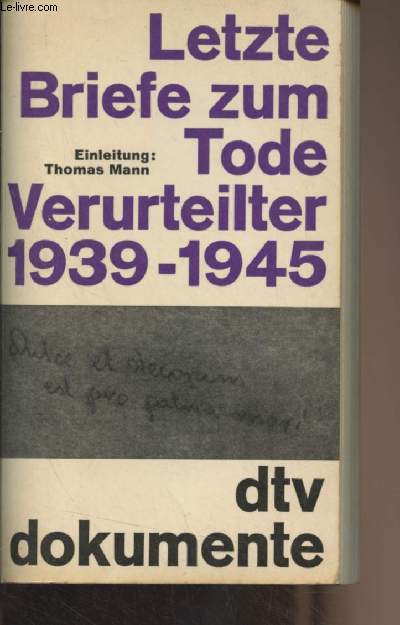 Le-livre.com
Letzte
Briefe zum
Einleitung:
Thomas Mann
Tode
Verurteilter
1939-1945
Dulce et decorum
est pro patria mori!
dtv
dokumente